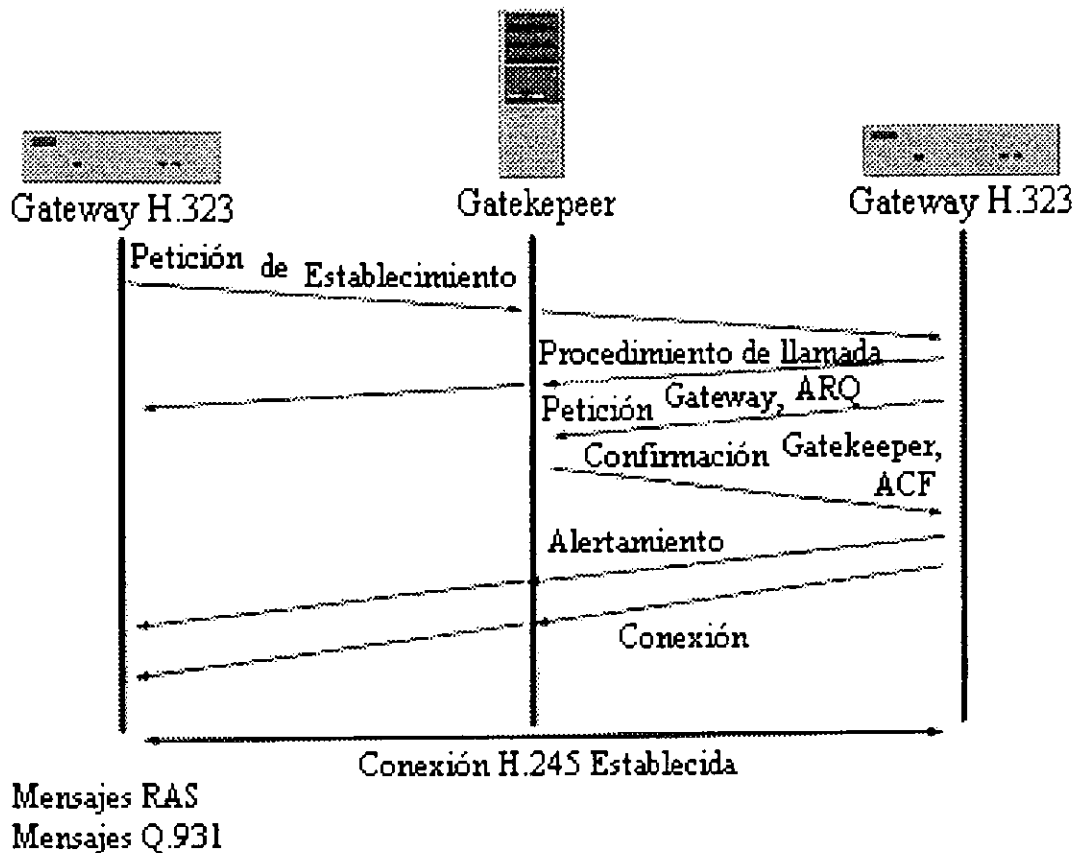 Gateway H.323
Gatekepeer
Gateway H.323
Petición de Establecimiento
Procedimiento de llamada
Petición Gateway, ARQ
Confirmación Gatekeeper,
ACF
Alertamiento
Conexión
Conexión H.245 Establecida
Mensajes RAS
Mensajes Q.931